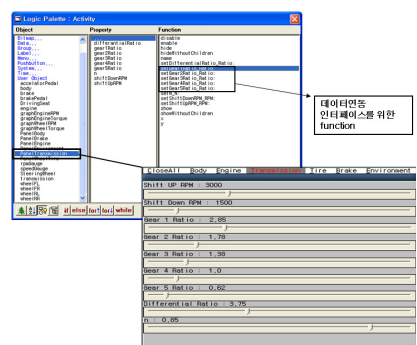 Logic Palette : Activity
Object
Property
Function
Bitmap...
Data...
Group...
Label...
Menu...
Pushbutton...
System...
Time...
User Object
acceleratorPedal
body
brake
brakePedal
DrivingSeat
engine
graphEngineRPM
graphEngineTorque
graphWheelRPM
graphWheelTorque
PanelBody
PanelBrake
PanelEngine
PanelTransmission
rpmGauge
speedGauge
SteeringWheel
transmission
wheelFL
wheelFR
wheelRL
wheelRR
differentialRatio
gear1Ratio
gear2Ratio
gear3Ratio
gear4Ratio
gear5Ratio
n
shiftDownRPM
shiftUpRPM
disable
enable
hide
hideWithoutChildren
name
setDifferentialRatio_Ratio:
setGear1Ratio_Ratio:
setGear2Ratio_Ratio:
setGear3Ratio_Ratio:
setGear4Ratio_Ratio:
setGear5Ratio_Ratio:
setN_N:
setShiftDownRPM_RPM:
setShiftUpRPM_RPM:
show
showWithoutChildren
x
y
if else for↑ for↓ while
데이터연동
인터페이스를 위한
function
CloseAll Body Engine Transmission Tire Brake Environment
Shift UP RPM : 3000
Shift Down RPM : 1500
Gear 1 Ratio : 2.85
Gear 2 Ratio : 1.78
Gear 3 Ratio : 1.38
Gear 4 Ratio : 1.0
Gear 5 Ratio : 0.62
Differential Ratio : 3.75
n : 0.85